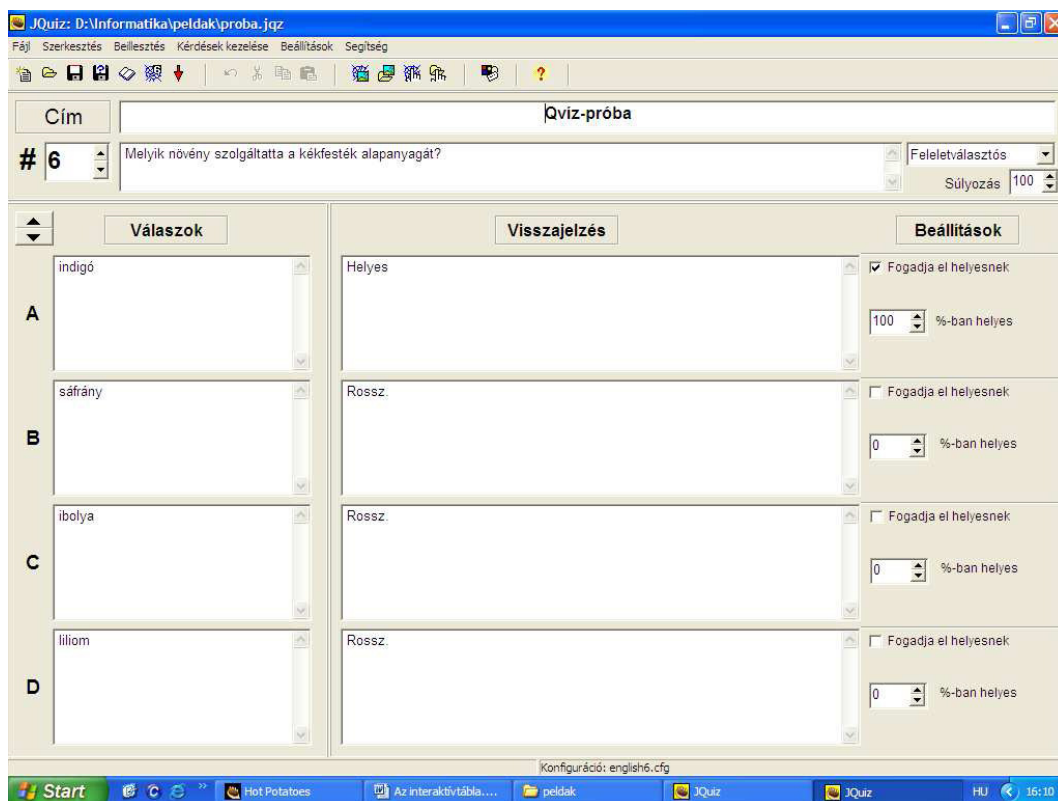 JQuiz: D:\Informatika\peldak\proba.jqz
Fájl Szerkesztés Beillesztés Kérdések kezelése Beállítások Segítség
Cím
Qviz-próba
# 6
Melyik növény szolgáltatta a kékfesték alapanyagát?
Feleletválasztós
Súlyozás 100
Válaszok Visszajelzés Beállítások
A
indigó
Helyes
Fogadja el helyesnek
100 %-ban helyes
B
sáfrány
Rossz.
Fogadja el helyesnek
0 %-ban helyes
C
ibolya
Rossz.
Fogadja el helyesnek
0 %-ban helyes
D
liliom
Rossz.
Fogadja el helyesnek
0 %-ban helyes
Konfiguráció: english6.cfg
Start Hot Potatoes Az interaktívtábla.... peldak JQuiz JQuiz HU 16:10